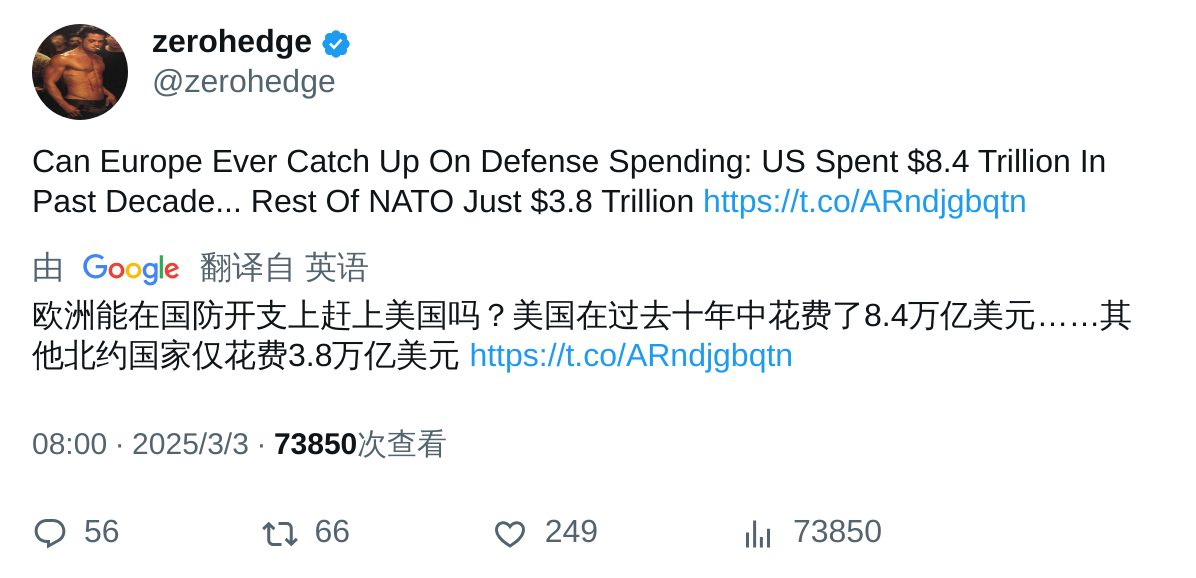 zerohedge
@zerohedge
Can Europe Ever Catch Up On Defense Spending: US Spent $8.4 Trillion In
Past Decade... Rest Of NATO Just $3.8 Trillion https://t.co/ARndjgbqtn
由 Google 翻译自 英语
欧洲能在国防开支上赶上美国吗？美国在过去十年中花费了8.4万亿美元……其
他北约国家仅花费3.8万亿美元 https://t.co/ARndjgbqtn
08:00 · 2025/3/3 · 73850次查看
56 66 249 73850